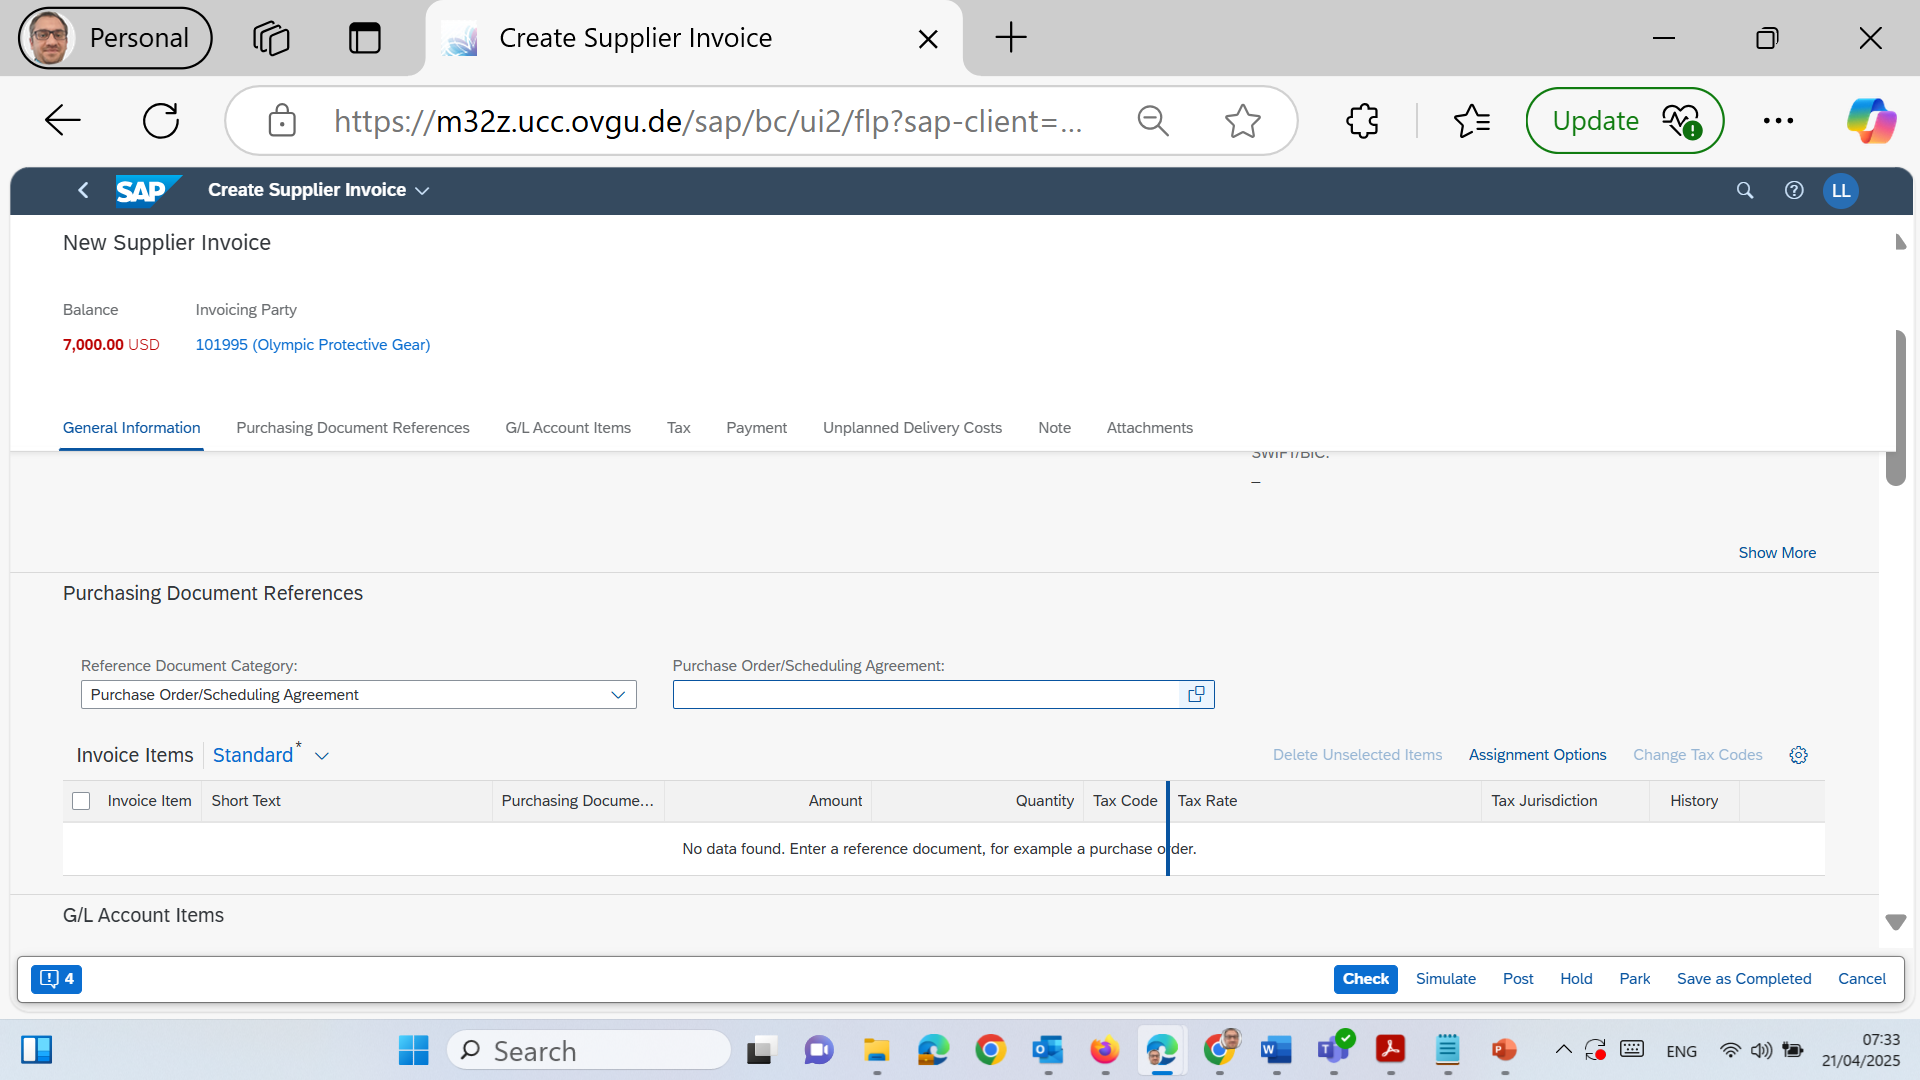 Personal
Create Supplier Invoice
https://m32z.ucc.ovgu.de/sap/bc/ui2/flp?sap-client=...
Update
SAP
Create Supplier Invoice
LL
New Supplier Invoice
Balance
Invoicing Party
7,000.00 USD
101995 (Olympic Protective Gear)
General Information
Purchasing Document References
G/L Account Items
Tax
Payment
Unplanned Delivery Costs
Note
Attachments
SWIFT/BIC:
–
Show More
Purchasing Document References
Reference Document Category:
Purchase Order/Scheduling Agreement:
Purchase Order/Scheduling Agreement
Invoice Items
Standard*
Delete Unselected Items
Assignment Options
Change Tax Codes
Invoice Item
Short Text
Purchasing Docume...
Amount
Quantity
Tax Code
Tax Rate
Tax Jurisdiction
History
No data found. Enter a reference document, for example a purchase order.
G/L Account Items
4
Check
Simulate
Post
Hold
Park
Save as Completed
Cancel
Search
ENG
07:33
21/04/2025